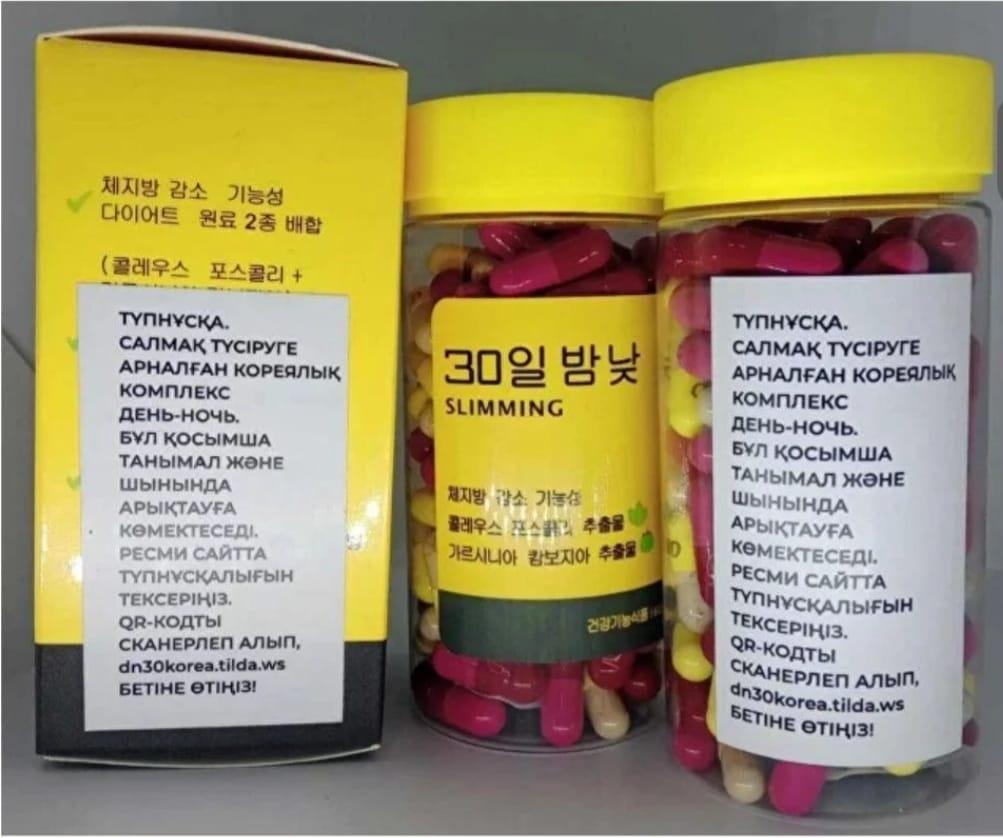 체지방 감소 기능성
다이어트 원료 2종 배합
(콜레우스 포스콜리 +
ТҮПНҰСҚА.
САЛМАҚ ТҮСІРУГЕ
АРНАЛҒАН КОРЕЯЛЫҚ
КОМПЛЕКС
ДЕНЬ-НОЧЬ.
БҰЛ ҚОСЫМША
ТАНЫМАЛ ЖӘНЕ
ШЫНЫНДА
АРЫҚТАУҒА
КӨМЕКТЕСЕДІ.
РЕСМИ САЙТТА
ТҮПНҰСҚАЛЫҒЫН
ТЕКСЕРІҢІЗ.
QR-КОДТЫ
СКАНЕРЛЕП АЛЫП,
dn30korea.tilda.ws
БЕТІНЕ ӨТІҢІЗ!
30일 밤낮
SLIMMING
체지방 감소 기능성
콜레우스 포스콜리 추출물
가르시니아 캄보지아 추출물
건강기능식품
ТҮПНҰСҚА.
САЛМАҚ ТҮСІРУГЕ
АРНАЛҒАН КОРЕЯЛЫҚ
КОМПЛЕКС
ДЕНЬ-НОЧЬ.
БҰЛ ҚОСЫМША
ТАНЫМАЛ ЖӘНЕ
ШЫНЫНДА
АРЫҚТАУҒА
КӨМЕКТЕСЕДІ.
РЕСМИ САЙТТА
ТҮПНҰСҚАЛЫҒЫН
ТЕКСЕРІҢІЗ.
QR-КОДТЫ
СКАНЕРЛЕП АЛЫП,
dn30korea.tilda.ws
БЕТІНЕ ӨТІҢІЗ!